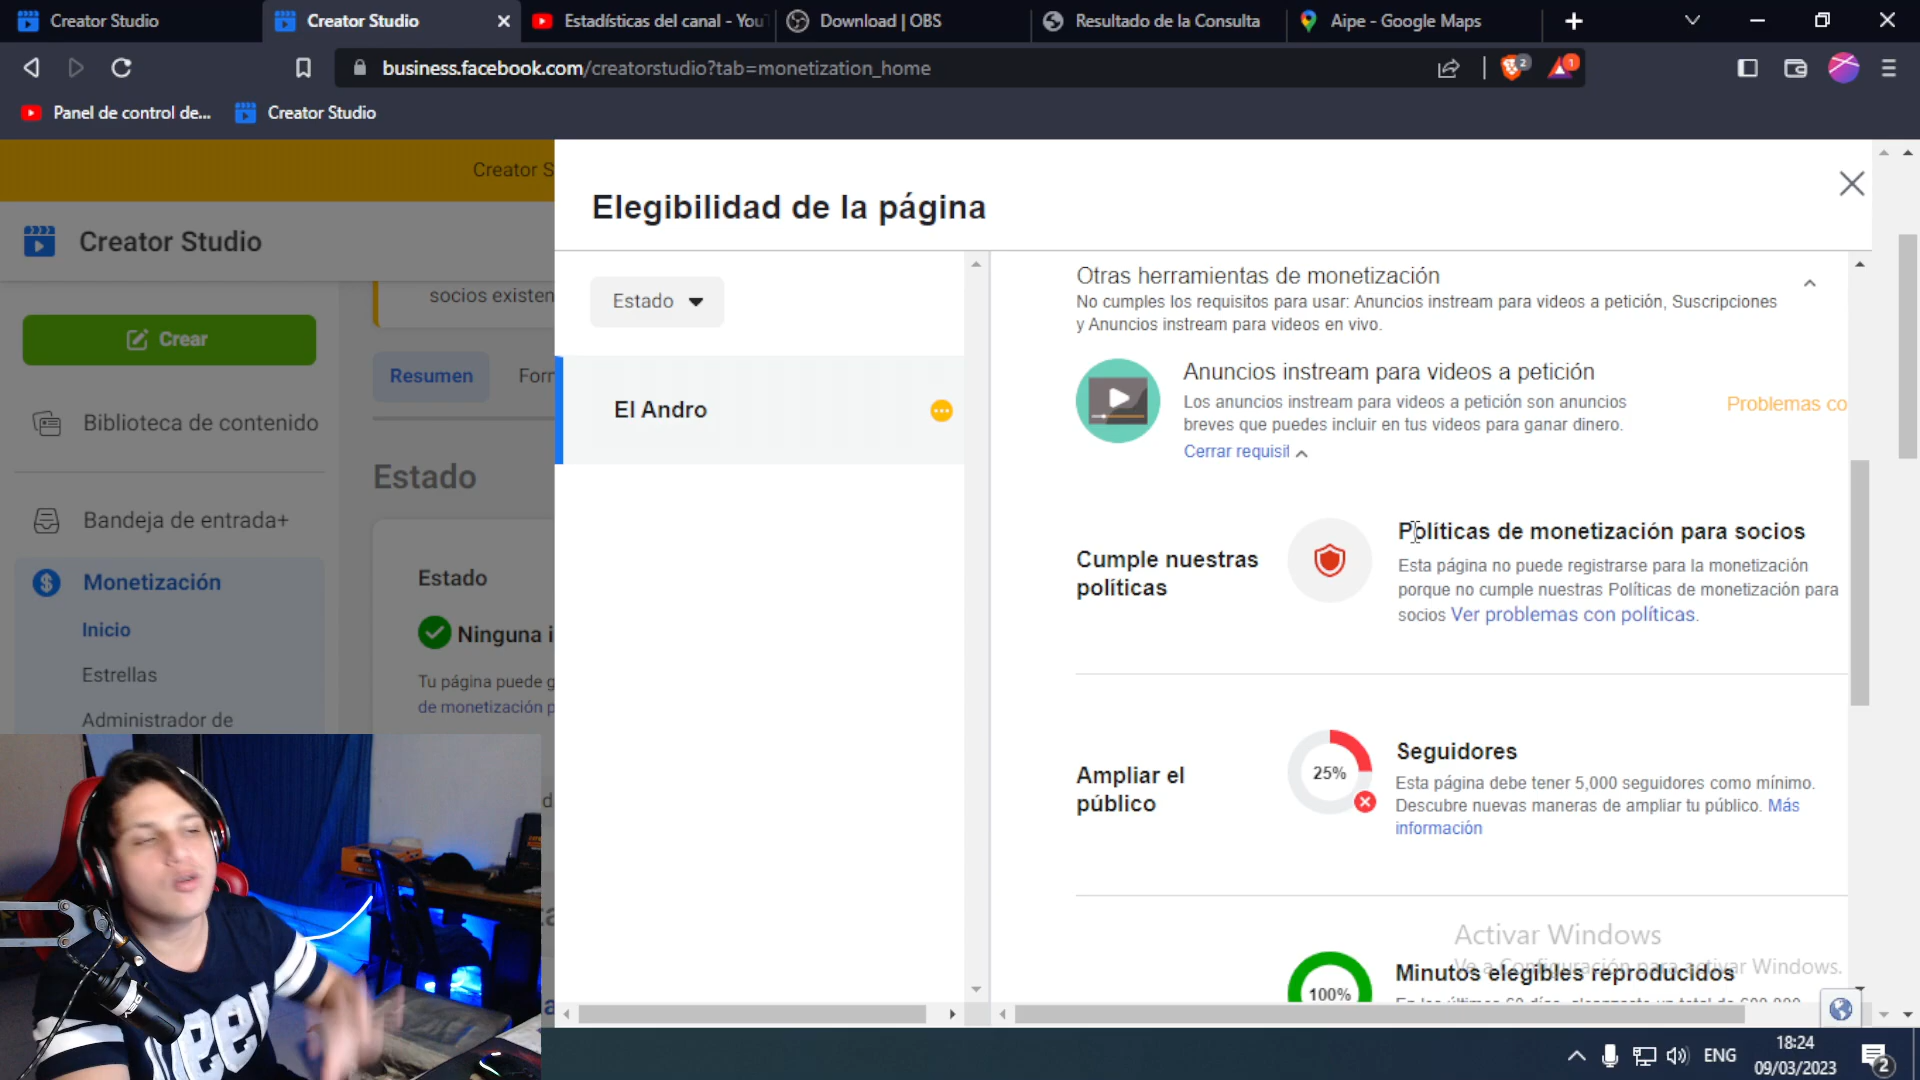 Creator Studio
Creator Studio
Estadísticas del canal - You
Download | OBS
Resultado de la Consulta
Aipe - Google Maps
business.facebook.com/creatorstudio?tab=monetization_home
2
1
Panel de control de...
Creator Studio
Creator S
Creator Studio
Crear
Biblioteca de contenido
Bandeja de entrada+
Monetización
Inicio
Estrellas
Administrador de
socios existen
Resumen
Form
Estado
Estado
Ninguna i
Tu página puede g
de monetización p
Elegibilidad de la página
Estado
El Andro
Otras herramientas de monetización
No cumples los requisitos para usar: Anuncios instream para videos a petición, Suscripciones
y Anuncios instream para videos en vivo.
Anuncios instream para videos a petición
Los anuncios instream para videos a petición son anuncios
breves que puedes incluir en tus videos para ganar dinero.
Problemas co
Cerrar requisit
Cumple nuestras
políticas
Políticas de monetización para socios
Esta página no puede registrarse para la monetización
porque no cumple nuestras Políticas de monetización para
socios Ver problemas con políticas.
Ampliar el
público
25%
Seguidores
Esta página debe tener 5,000 seguidores como mínimo.
Descubre nuevas maneras de ampliar tu público. Más
información
100%
Minutos elegibles reproducidos
Activar Windows
Ve a Configuración para activar Windows.
ENG
18:24
09/03/2023
2